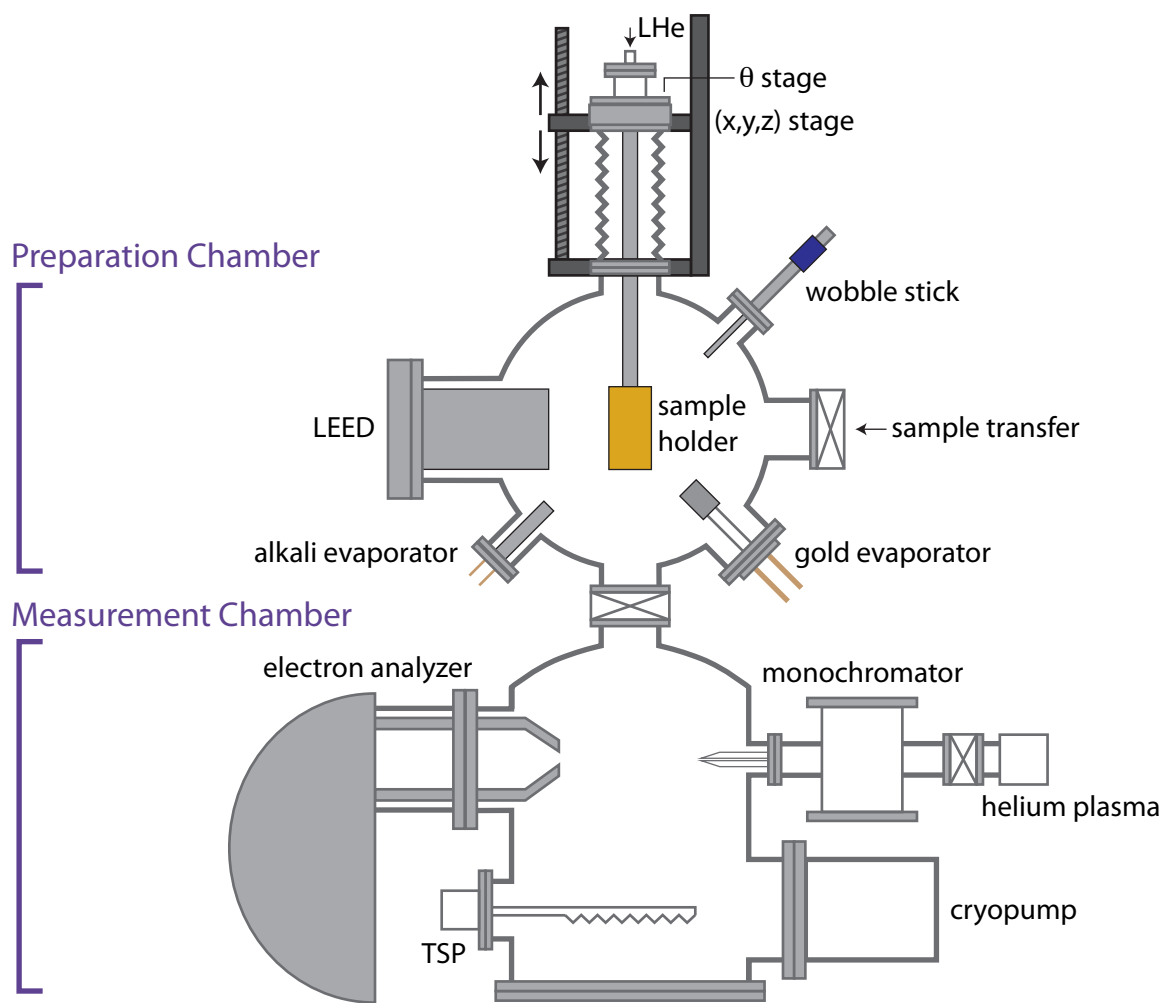 LHe
θ stage
(x,y,z) stage
Preparation Chamber
wobble stick
LEED
sample
holder
sample transfer
alkali evaporator
gold evaporator
Measurement Chamber
electron analyzer
monochromator
helium plasma
TSP
cryopump